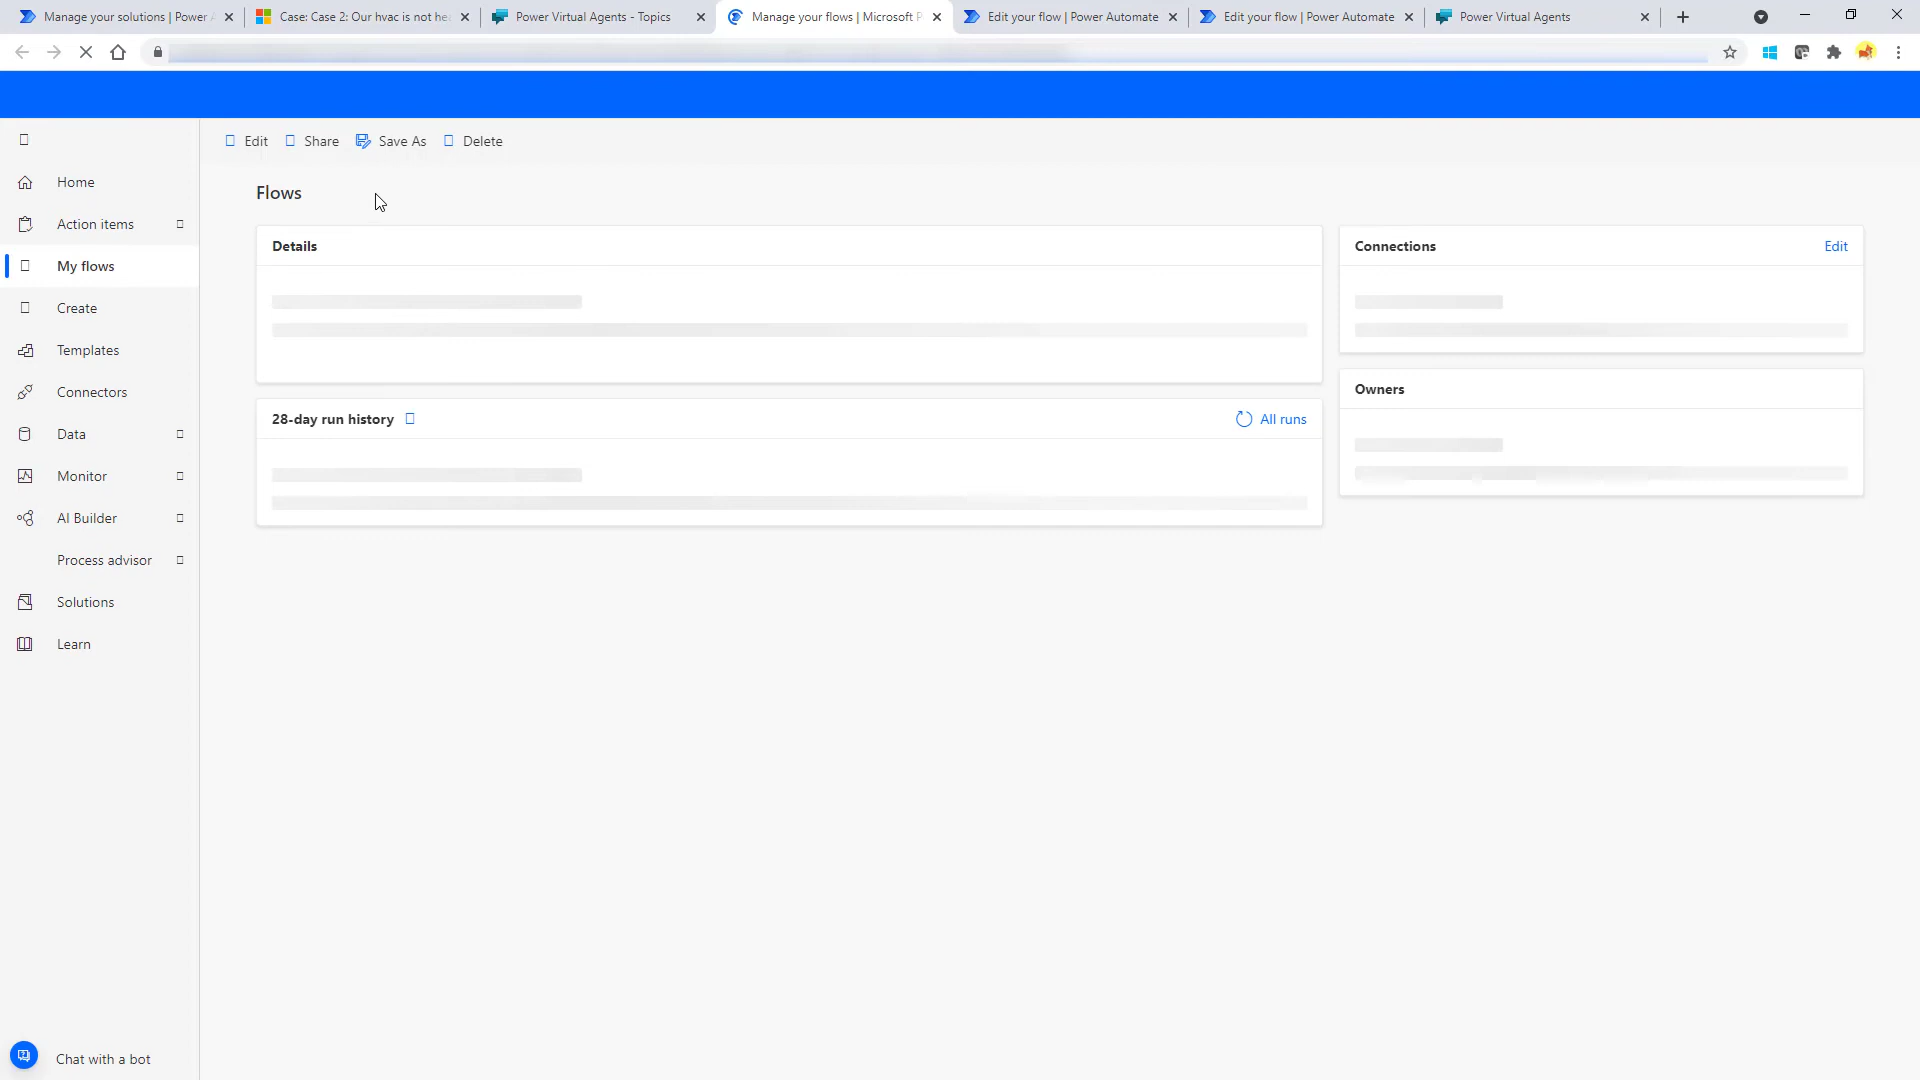 Manage your solutions | Power A
Case: Case 2: Our hvac is not hea
Power Virtual Agents - Topics
Manage your flows | Microsoft P
Edit your flow | Power Automate
Edit your flow | Power Automate
Power Virtual Agents
Edit
Share
Save As
Delete
Home
Action items
My flows
Create
Templates
Connectors
Data
Monitor
AI Builder
Process advisor
Solutions
Learn
Chat with a bot
Flows
Details
28-day run history
All runs
Connections
Edit
Owners